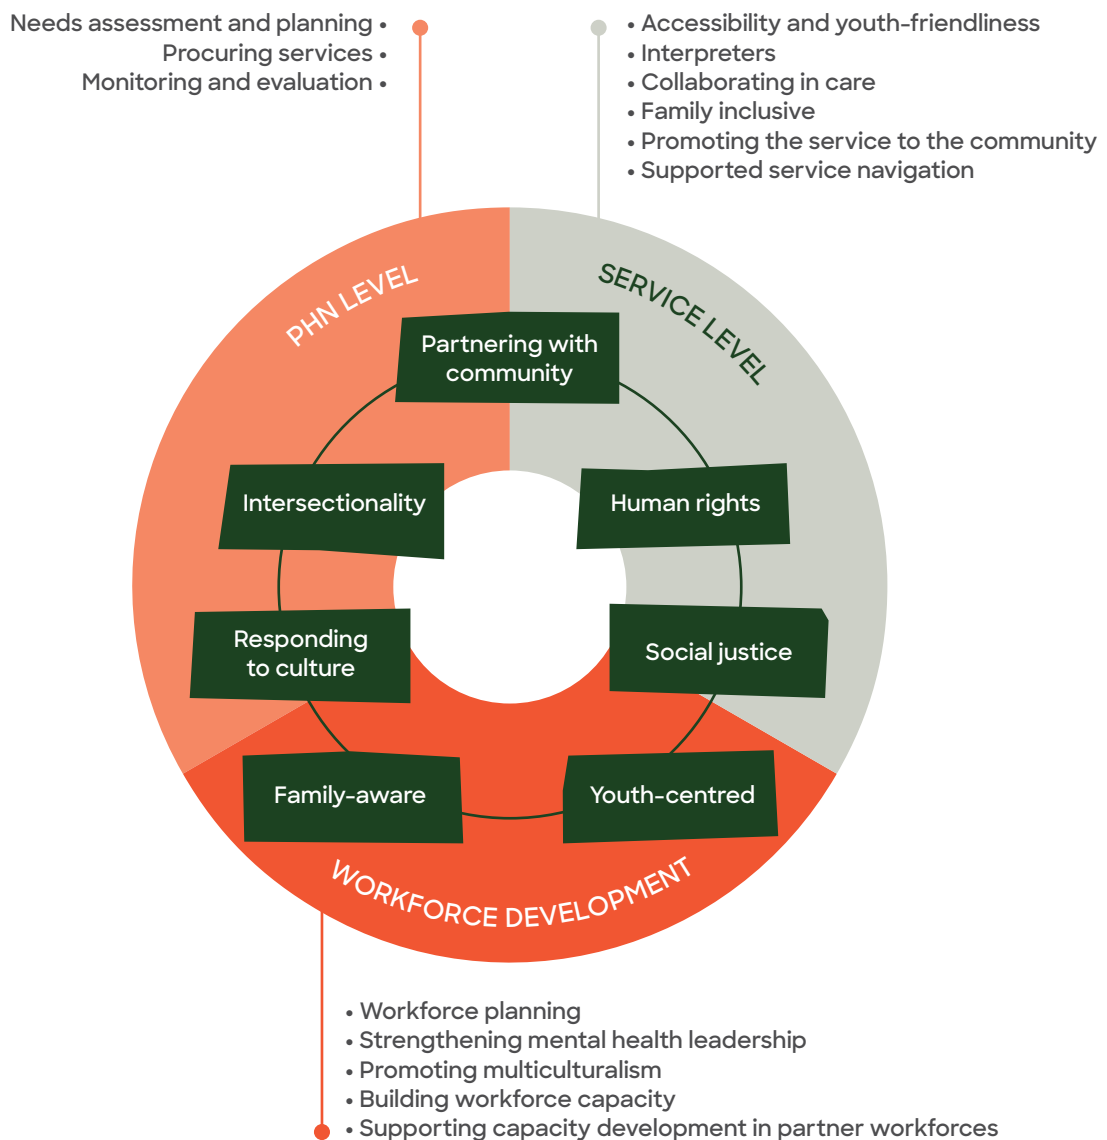 Needs assessment and planning •
Procuring services •
Monitoring and evaluation •
• Accessibility and youth-friendliness
• Interpreters
• Collaborating in care
• Family inclusive
• Promoting the service to the community
• Supported service navigation
PHN LEVEL
SERVICE LEVEL
Partnering with
community
Intersectionality
Human rights
Responding
to culture
Social justice
Family-aware
Youth-centred
WORKFORCE DEVELOPMENT
• Workforce planning
• Strengthening mental health leadership
• Promoting multiculturalism
• Building workforce capacity
• Supporting capacity development in partner workforces